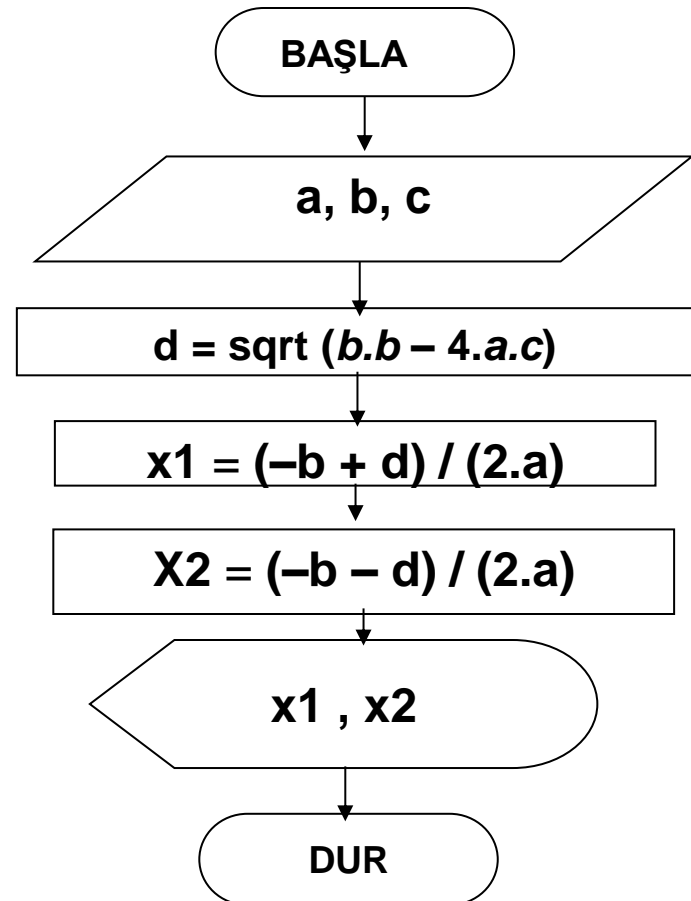 BAŞLA
a, b, c
d = sqrt (b.b – 4.a.c)
x1 = (–b + d) / (2.a)
X2 = (–b – d) / (2.a)
x1 , x2
DUR